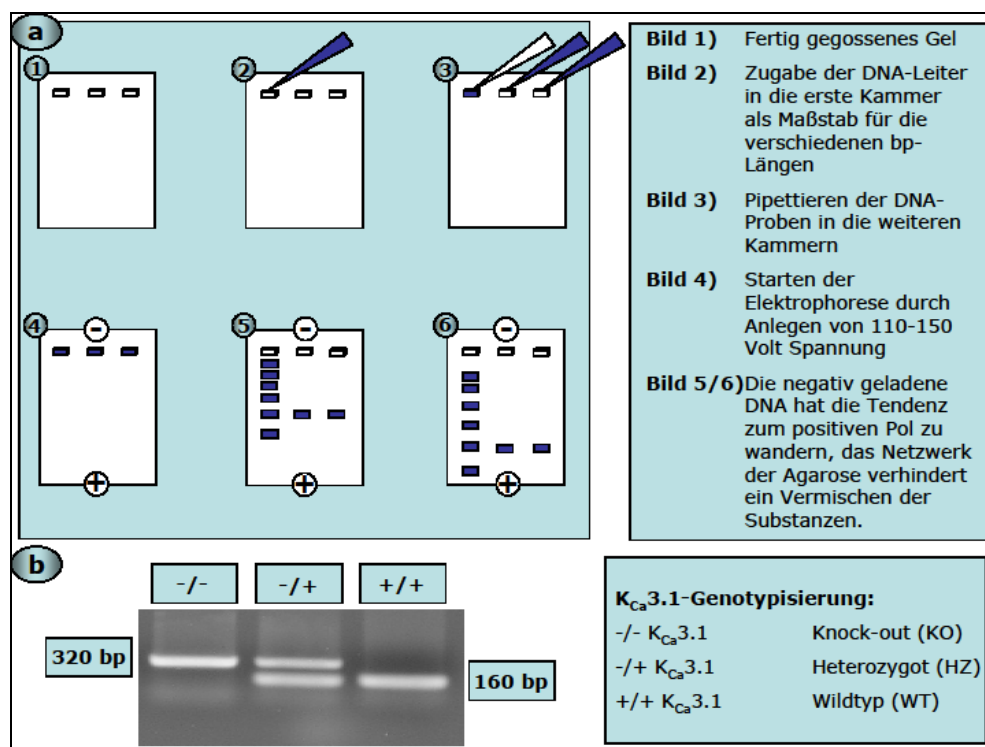 a
1
2
3
4
-
+
5
-
+
6
-
+
Bild 1) Fertig gegossenes Gel
Bild 2) Zugabe der DNA-Leiter
in die erste Kammer
als Maßstab für die
verschiedenen bp-
Längen
Bild 3) Pipettieren der DNA-
Proben in die weiteren
Kammern
Bild 4) Starten der
Elektrophorese durch
Anlegen von 110-150
Volt Spannung
Bild 5/6) Die negativ geladene
DNA hat die Tendenz
zum positiven Pol zu
wandern, das Netzwerk
der Agarose verhindert
ein Vermischen der
Substanzen.
b
-/- -/+ +/+
320 bp
160 bp
KCa3.1-Genotypisierung:
-/- KCa3.1 Knock-out (KO)
-/+ KCa3.1 Heterozygot (HZ)
+/+ KCa3.1 Wildtyp (WT)